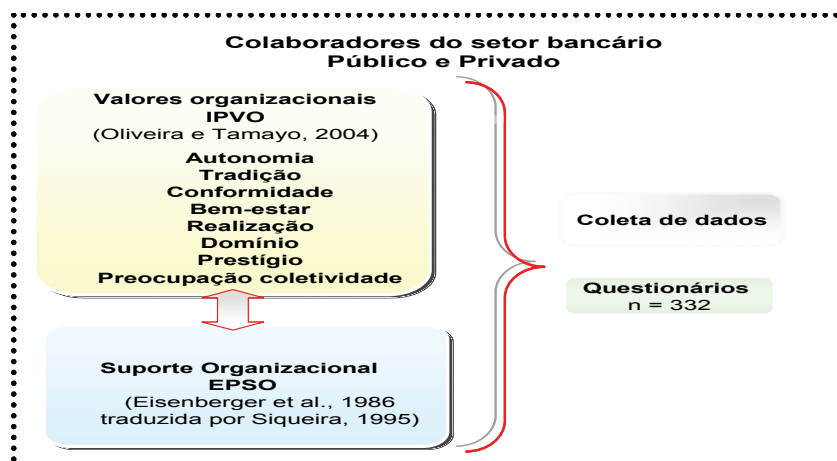 Colaboradores do setor bancário
Público e Privado
Valores organizacionais
IPVO
(Oliveira e Tamayo, 2004)
Autonomia
Tradição
Conformidade
Bem-estar
Realização
Domínio
Prestígio
Preocupação coletividade
Suporte Organizacional
EPSO
(Eisenberger et al., 1986
traduzida por Siqueira, 1995)
Coleta de dados
Questionários
n = 332